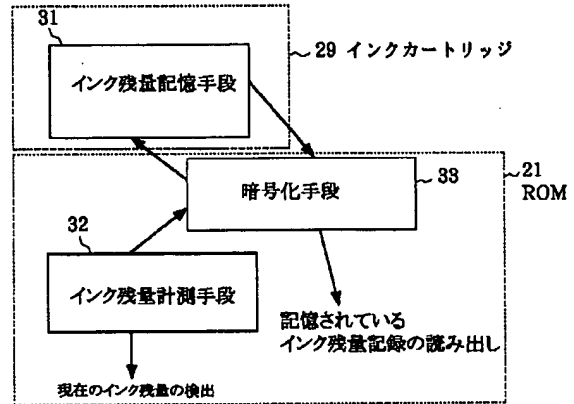 31
29 インクカートリッジ
インク残量記憶手段
33
21
ROM
暗号化手段
32
インク残量計測手段
記憶されている
インク残量記録の読み出し
現在のインク残量の検出